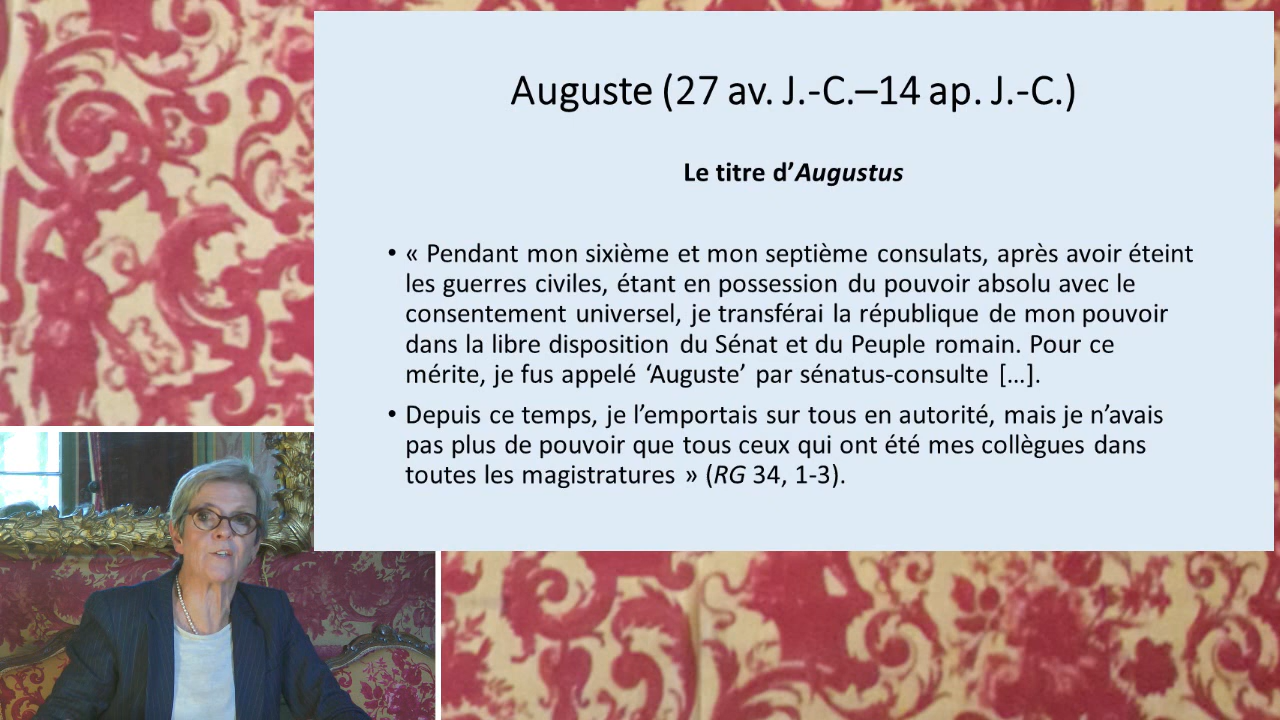 Auguste (27 av. J.-C.–14 ap. J.-C.)
Le titre d’Augustus
• « Pendant mon sixième et mon septième consulats, après avoir éteint
les guerres civiles, étant en possession du pouvoir absolu avec le
consentement universel, je transférai la république de mon pouvoir
dans la libre disposition du Sénat et du Peuple romain. Pour ce
mérite, je fus appelé ‘Auguste’ par sénatus-consulte […].
• Depuis ce temps, je l’emportais sur tous en autorité, mais je n’avais
pas plus de pouvoir que tous ceux qui ont été mes collègues dans
toutes les magistratures » (RG 34, 1-3).